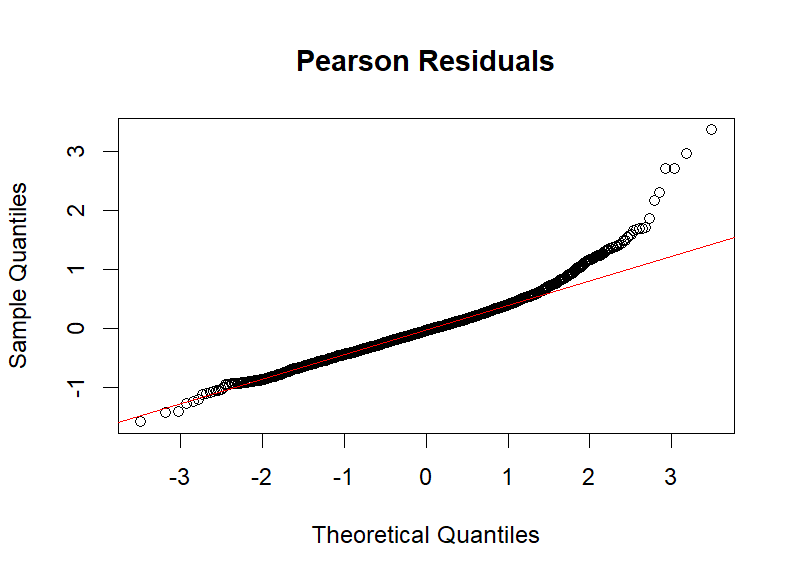 Pearson Residuals
Sample Quantiles
3
2
1
0
-1
-3 -2 -1 0 1 2 3
Theoretical Quantiles